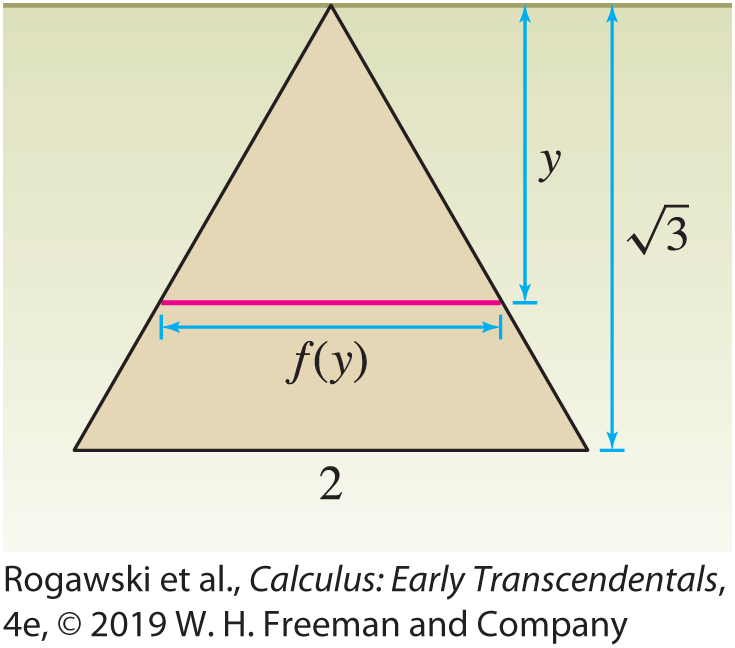 y
√3
f(y)
2
Rogawski et al., Calculus: Early Transcendentals,
4e, © 2019 W. H. Freeman and Company